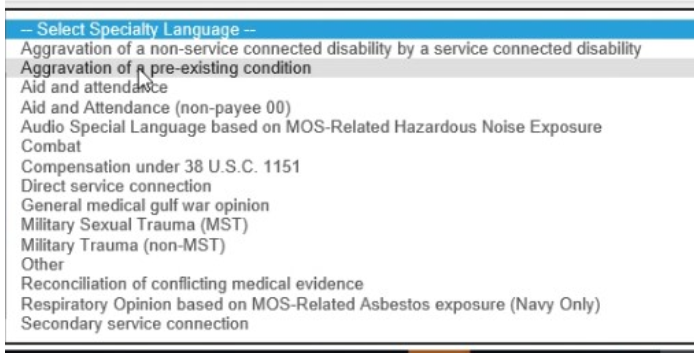 -- Select Specialty Language --
Aggravation of a non-service connected disability by a service connected disability
Aggravation of a pre-existing condition
Aid and attendance
Aid and Attendance (non-payee 00)
Audio Special Language based on MOS-Related Hazardous Noise Exposure
Combat
Compensation under 38 U.S.C. 1151
Direct service connection
General medical gulf war opinion
Military Sexual Trauma (MST)
Military Trauma (non-MST)
Other
Reconciliation of conflicting medical evidence
Respiratory Opinion based on MOS-Related Asbestos exposure (Navy Only)
Secondary service connection